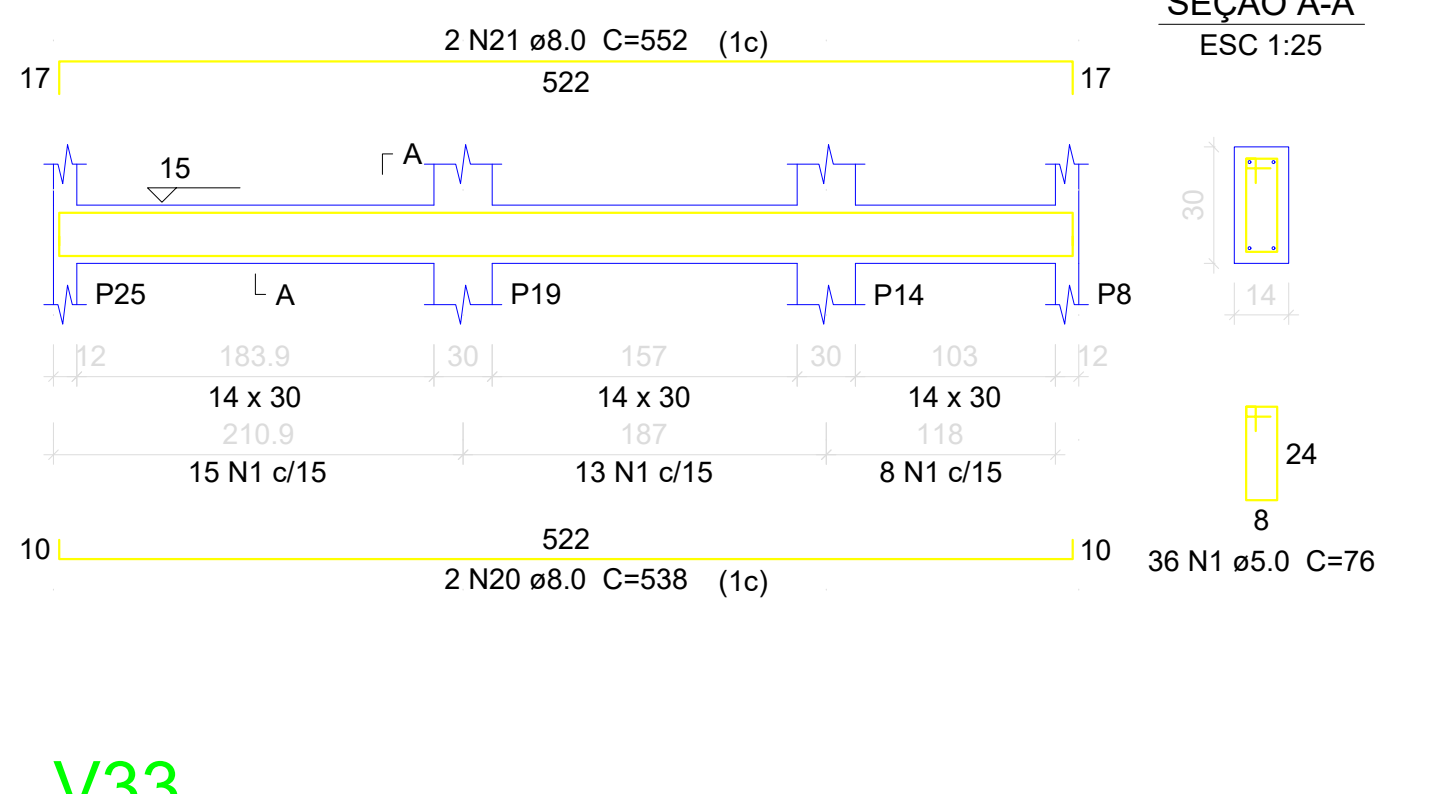 SEÇÃO A-A
ESC 1:25
2 N21 ø8.0 C=552 (1c)
17 522 17
A
15
30
P25 A P19 P14 P8
14
12 183.9 30 157 30 103 12
14 x 30 14 x 30 14 x 30
210.9 187 118
15 N1 c/15 13 N1 c/15 8 N1 c/15
24
8
36 N1 ø5.0 C=76
10 522 10
2 N20 ø8.0 C=538 (1c)
V33